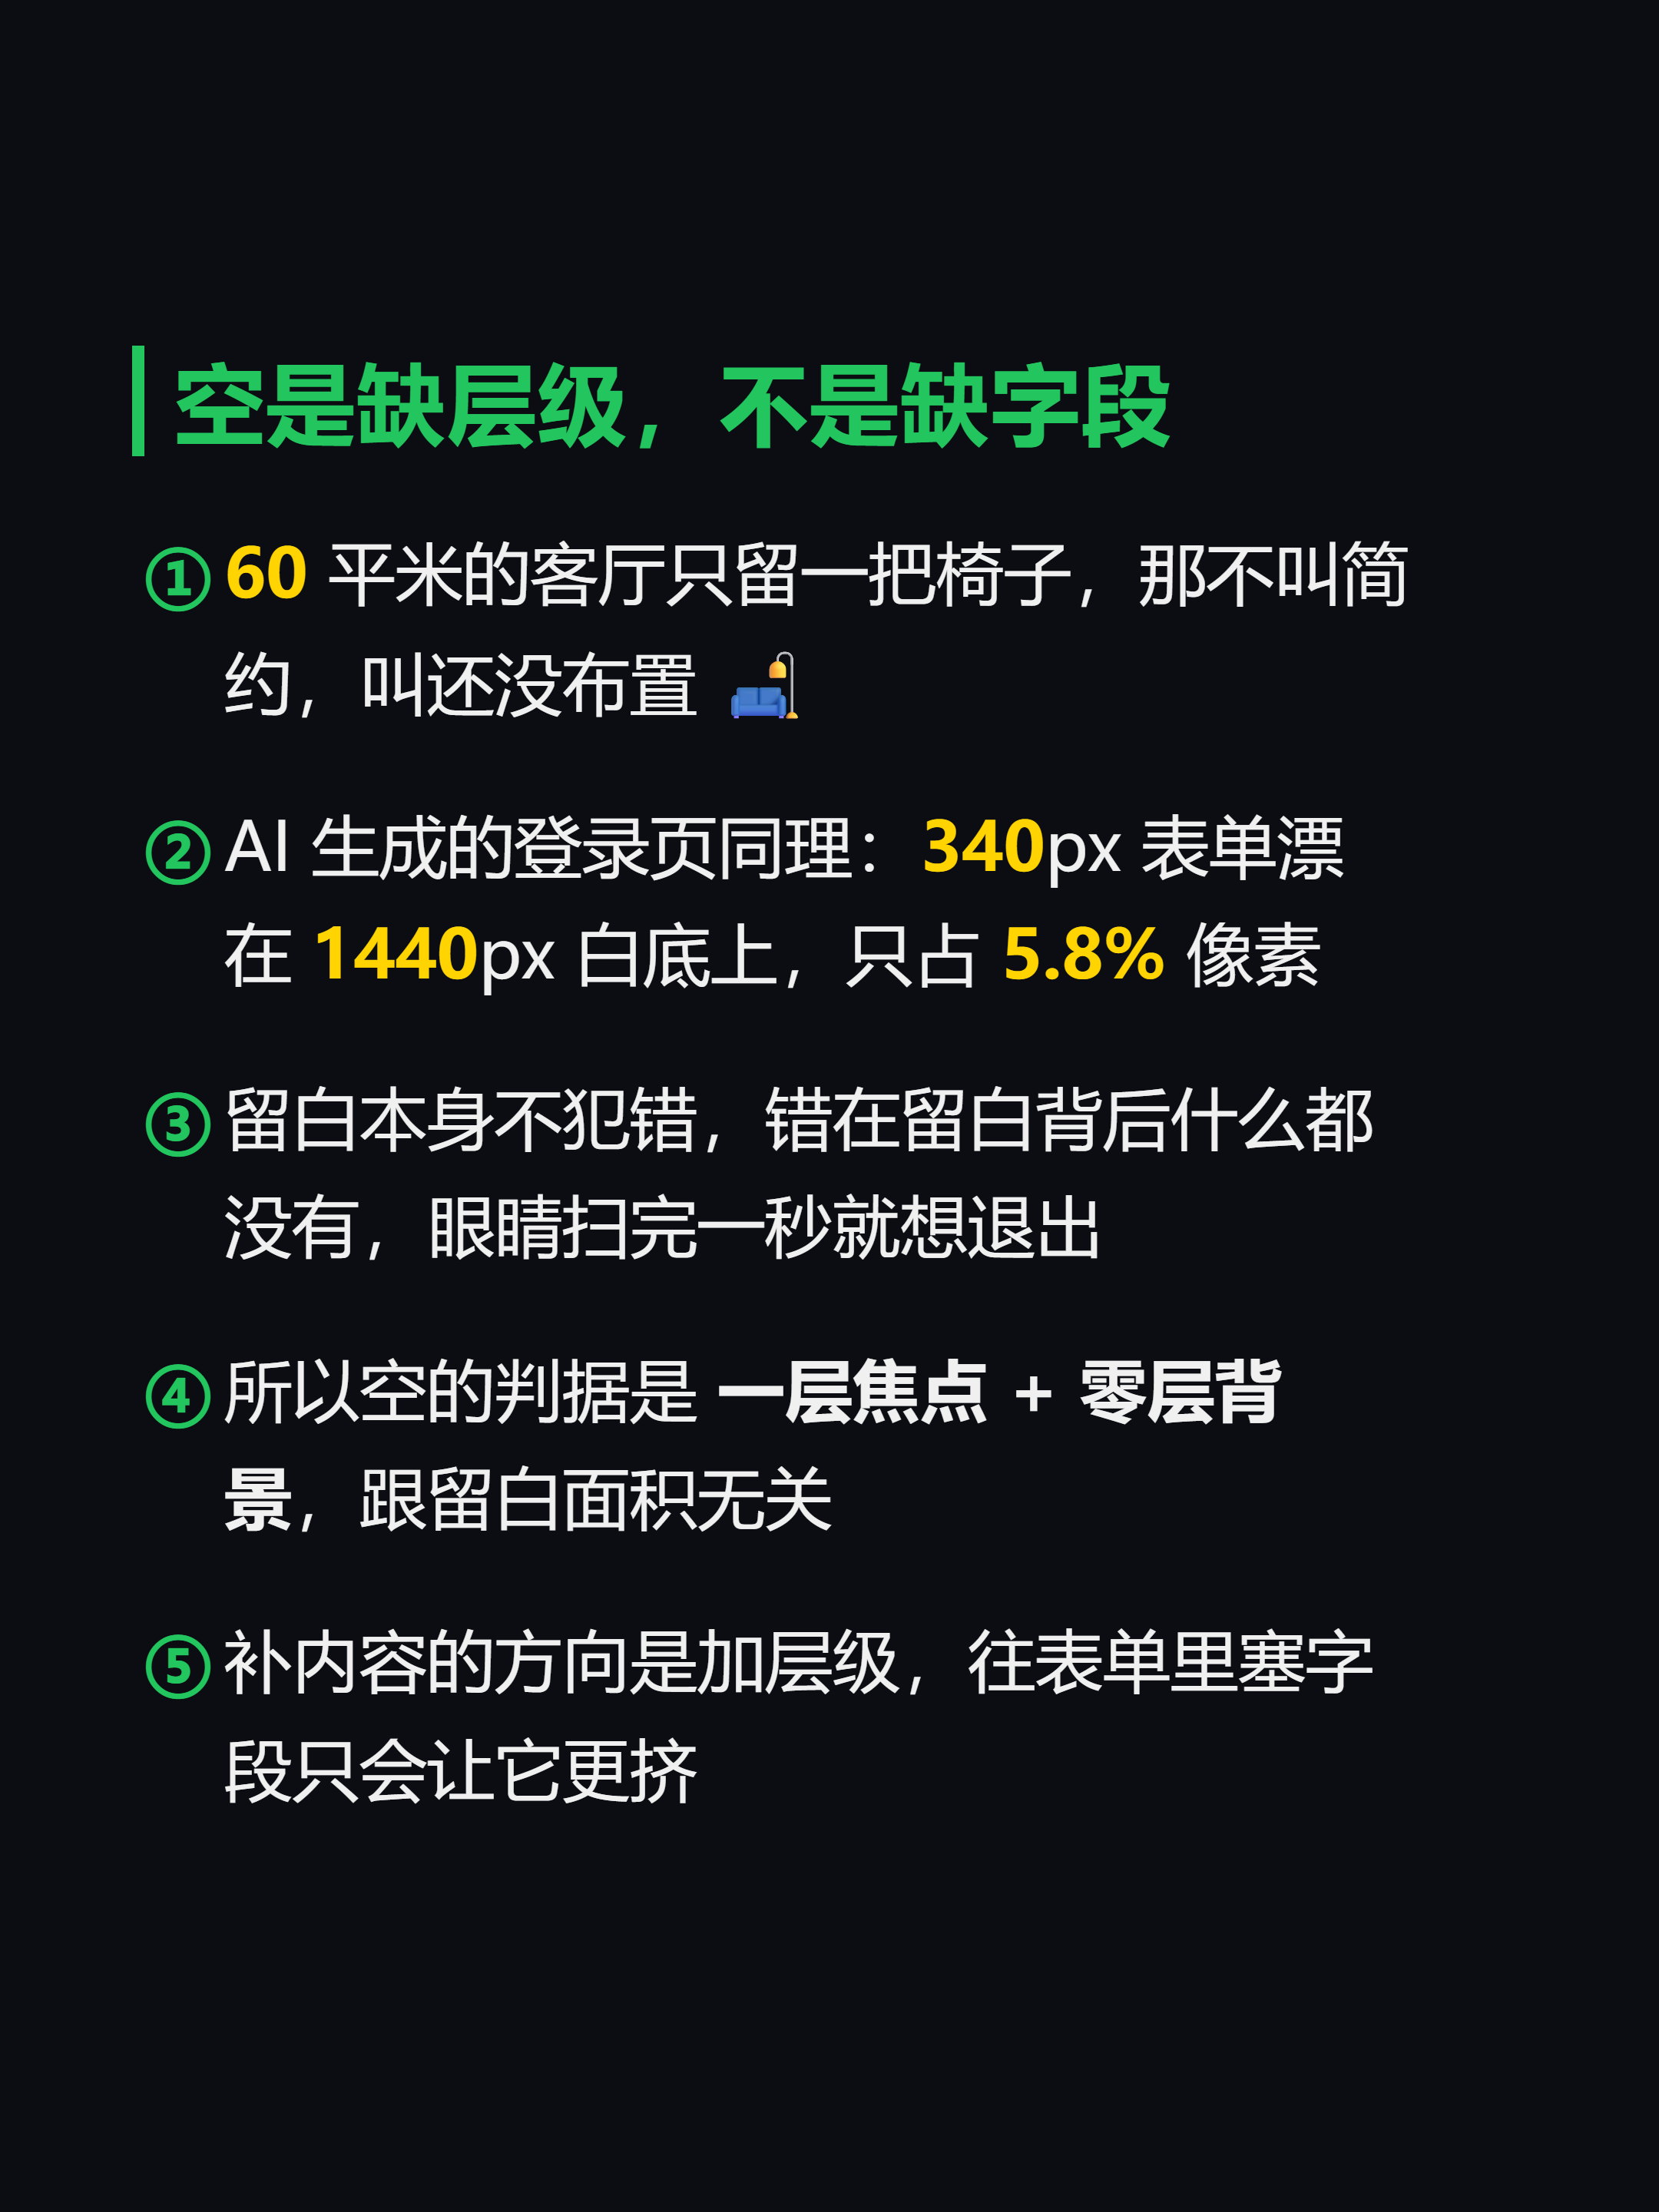 空是缺层级，不是缺字段
① 60 平米的客厅只留一把椅子，那不叫简
约，叫还没布置 🛋️
② AI 生成的登录页同理：340px 表单漂
在 1440px 白底上，只占 5.8% 像素
③ 留白本身不犯错，错在留白背后什么都
没有，眼睛扫完一秒就想退出
④ 所以空的判据是 一层焦点 + 零层背
景，跟留白面积无关
⑤ 补内容的方向是加层级，往表单里塞字
段只会让它更挤